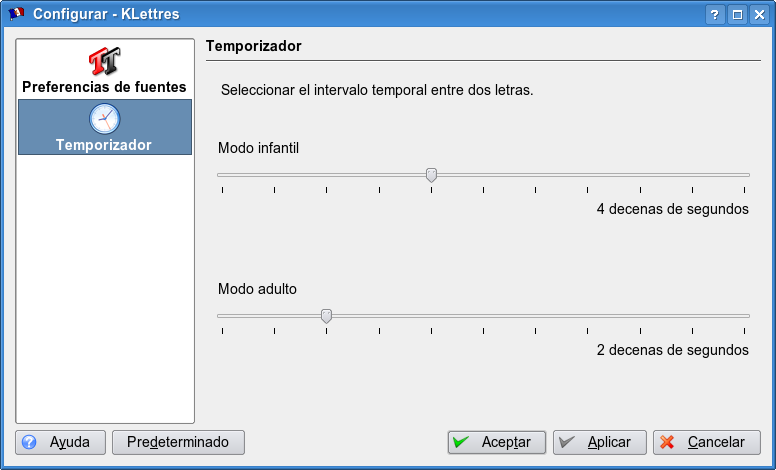 Configurar - KLettres
Preferencias de fuentes
Temporizador
Temporizador
Seleccionar el intervalo temporal entre dos letras.
Modo infantil
4 decenas de segundos
Modo adulto
2 decenas de segundos
Ayuda
Predeterminado
Aceptar
Aplicar
Cancelar